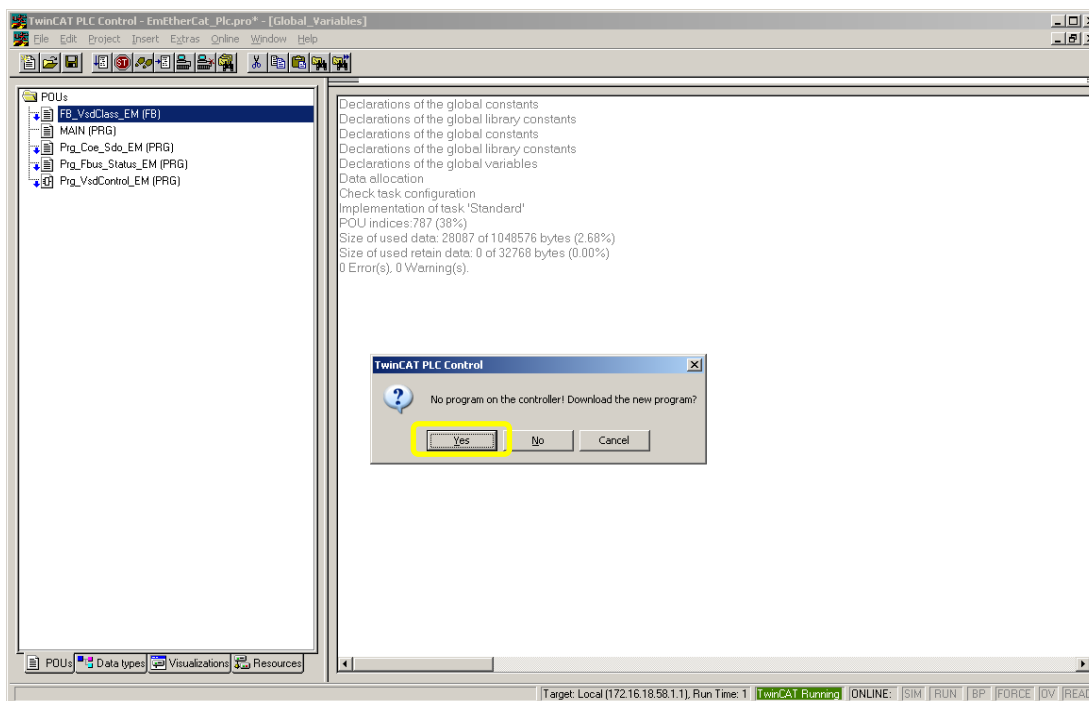 TwinCAT PLC Control - EmEtherCat_Plc.pro* - [Global_Variables]
File Edit Project Insert Extras Online Window Help
POUs
FB_VsdClass_EM (FB)
MAIN (PRG)
Prg_Coe_Sdo_EM (PRG)
Prg_Fbus_Status_EM (PRG)
Prg_VsdControl_EM (PRG)
Declarations of the global constants
Declarations of the global library constants
Declarations of the global constants
Declarations of the global library constants
Declarations of the global variables
Data allocation
Check task configuration
Implementation of task 'Standard'
POU indices:787 (38%)
Size of used data: 28087 of 1048576 bytes (2.68%)
Size of used retain data: 0 of 32768 bytes (0.00%)
0 Error(s), 0 Warning(s).
TwinCAT PLC Control
No program on the controller! Download the new program?
Yes No Cancel
POUs Data types Visualizations Resources
Target: Local (172.16.18.58.1.1), Run Time: 1 TwinCAT Running ONLINE: SIM RUN BP FORCE OV READ